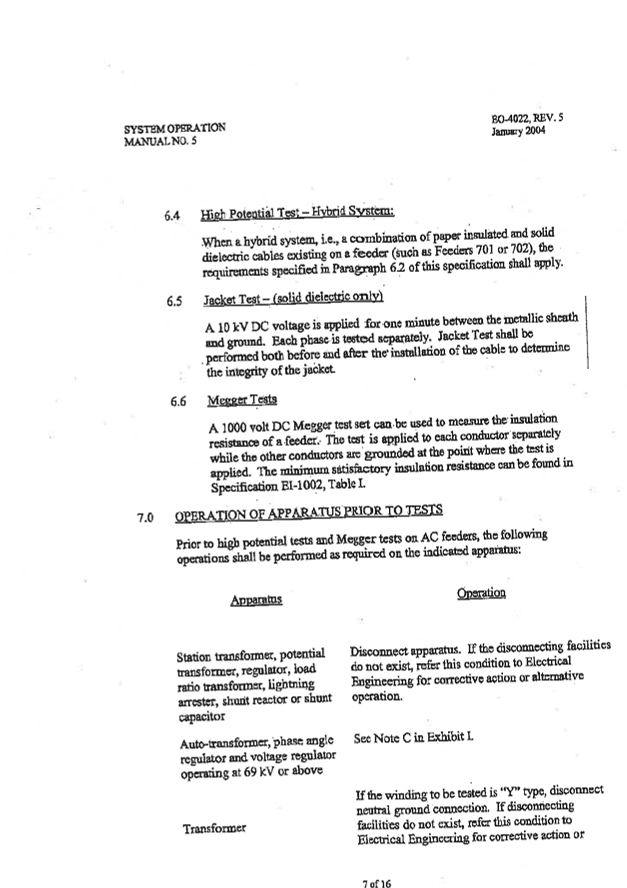 SYSTEM OPERATION
MANUAL NO. 5
BO-4022, REV. 5
January 2004
6.4 High Potential Test – Hybrid System:
When a hybrid system, i.e., a combination of paper insulated and solid
dielectric cables existing on a feeder (such as Feeders 701 or 702), the
requirements specified in Paragraph 6.2 of this specification shall apply.
6.5 Jacket Test – (solid dielectric only)
A 10 kV DC voltage is applied for one minute between the metallic sheath
and ground. Each phase is tested separately. Jacket Test shall be
performed both before and after the installation of the cable to determine
the integrity of the jacket.
6.6 Megger Tests
A 1000 volt DC Megger test set can be used to measure the insulation
resistance of a feeder. The test is applied to each conductor separately
while the other conductors are grounded at the point where the test is
applied. The minimum satisfactory insulation resistance can be found in
Specification EI-1002, Table I.
7.0 OPERATION OF APPARATUS PRIOR TO TESTS
Prior to high potential tests and Megger tests on AC feeders, the following
operations shall be performed as required on the indicated apparatus:
Apparatus
Operation
Station transformer, potential
transformer, regulator, load
ratio transformer, lightning
arrester, shunt reactor or shunt
capacitor
Disconnect apparatus. If the disconnecting facilities
do not exist, refer this condition to Electrical
Engineering for corrective action or alternative
operation.
Auto-transformer, phase angle
regulator and voltage regulator
operating at 69 kV or above
See Note C in Exhibit I.
Transformer
If the winding to be tested is "Y" type, disconnect
neutral ground connection. If disconnecting
facilities do not exist, refer this condition to
Electrical Engineering for corrective action or
7 of 16